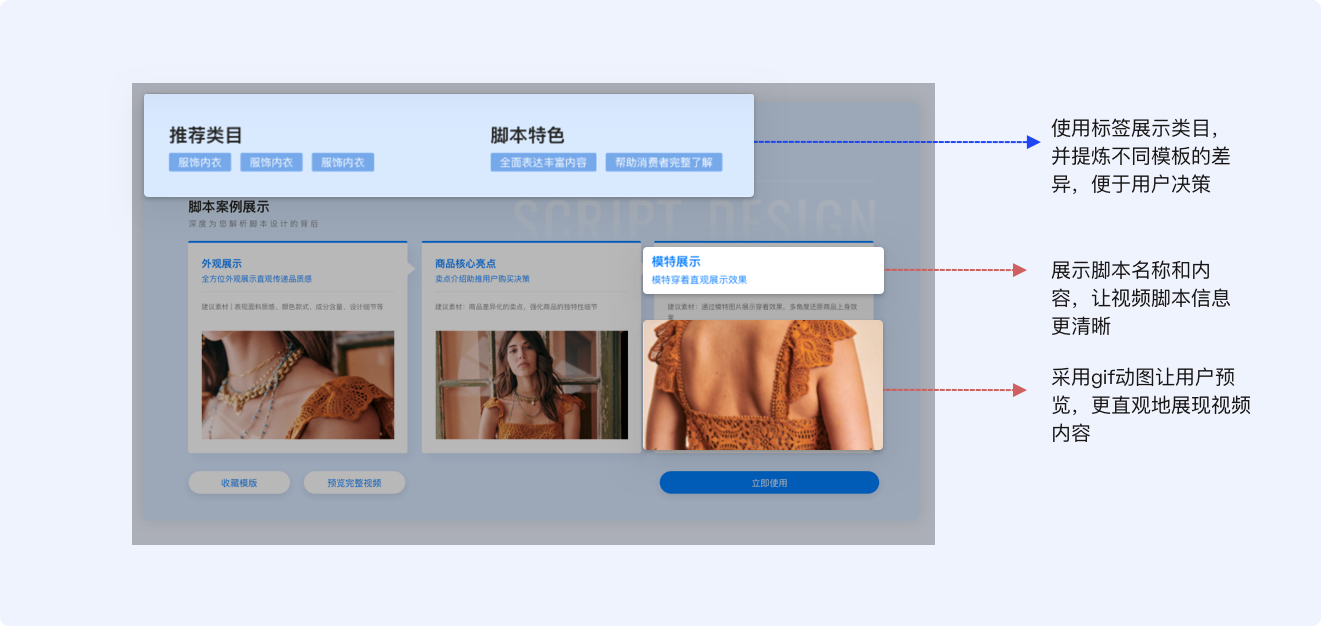 推荐类目
服饰内衣 服饰内衣 服饰内衣
脚本特色
全面表达丰富内容 帮助消费者完整了解
脚本案例展示
深度为您解析脚本设计的背后
SCRIPT DESIGN
外观展示
全方位外观展示直观传递品质感
建议素材 | 表现面料质感、颜色款式、成分含量、设计细节等
商品核心亮点
卖点介绍助推用户购买决策
建议素材：商品差异化的卖点，强化商品的独特性细节
模特展示
模特穿着直观展示效果
建议素材：通过模特图片展示穿着效果，多角度还原商品上身效
果
收藏模版
预览完整视频
立即使用
使用标签展示类目，
并提炼不同模板的差
异，便于用户决策
展示脚本名称和内
容，让视频脚本信息
更清晰
采用gif动图让用户预
览，更直观地展现视频
内容